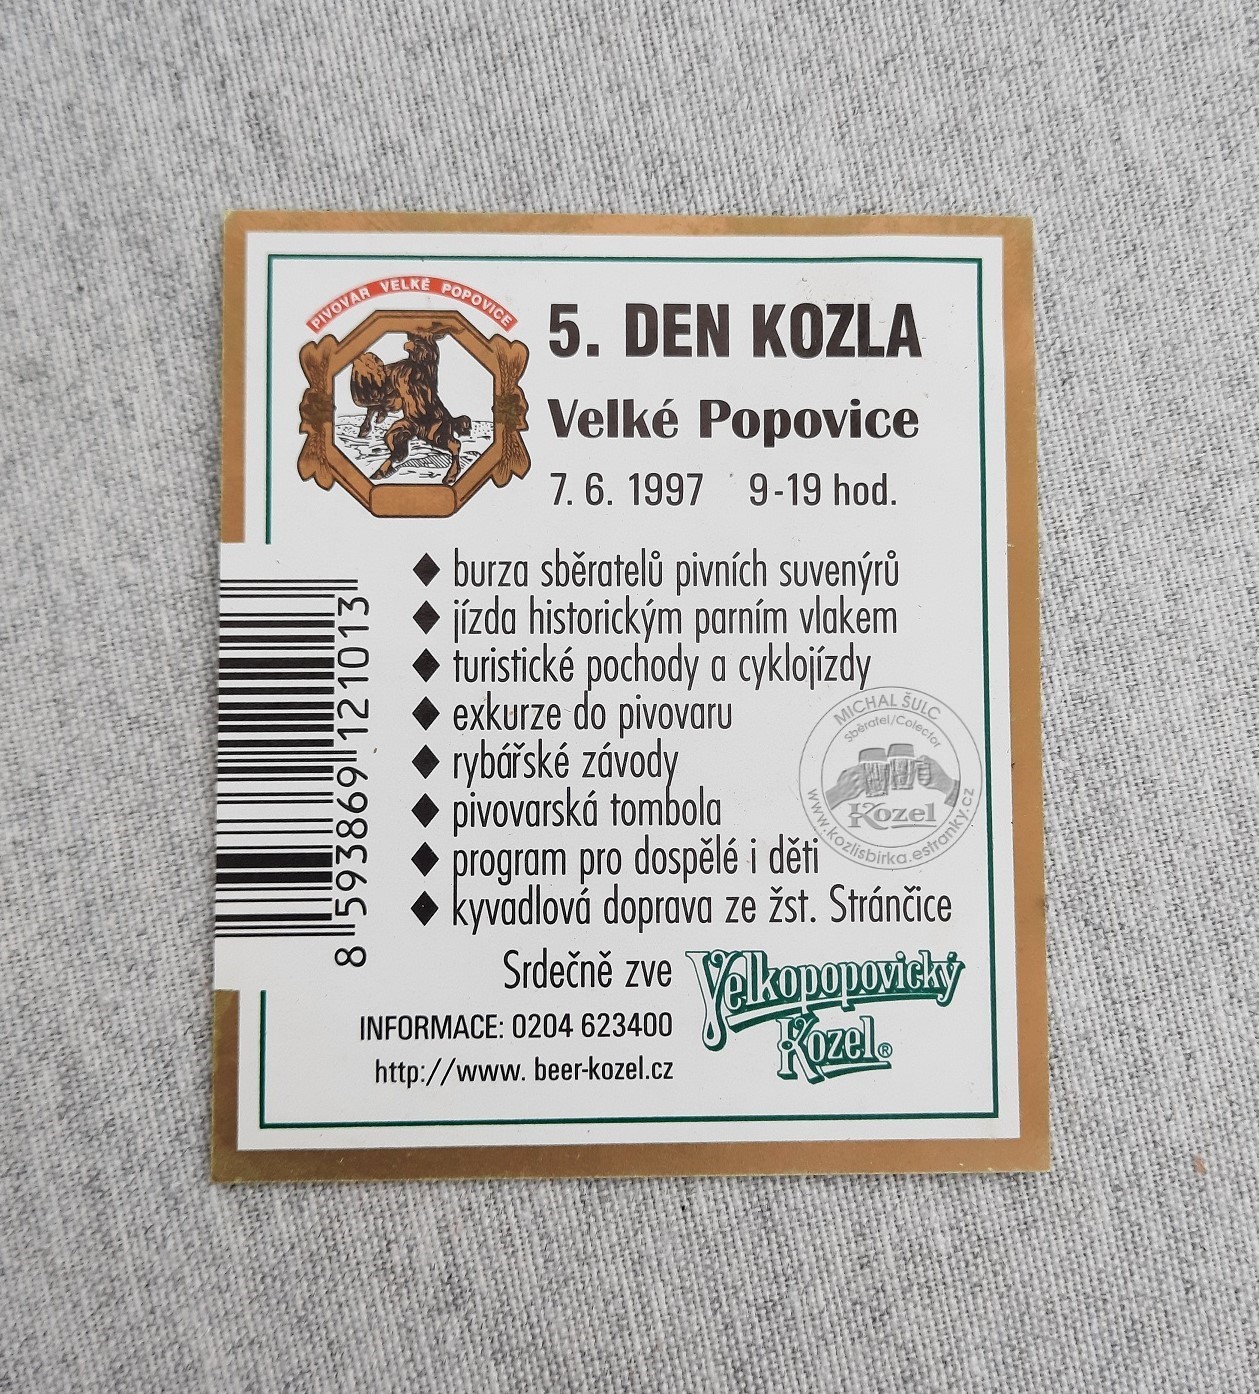 PIVOVAR VELKÉ POPOVICE
5. DEN KOZLA
Velké Popovice
7. 6. 1997 9-19 hod.
♦ burza sběratelů pivních suvenýrů
♦ jízda historickým parním vlakem
♦ turistické pochody a cyklojízdy
♦ exkurze do pivovaru
♦ rybářské závody
♦ pivovarská tombola
♦ program pro dospělé i děti
♦ kyvadlová doprava ze žst. Stránčice
8 593869 121013
Srdečně zve
Velkopopovický
Kozel®
INFORMACE: 0204 623400
http://www. beer-kozel.cz
MICHAL ŠULC
Sběratel/Colector
Kozel
www.kozlisbirka.estranky.cz